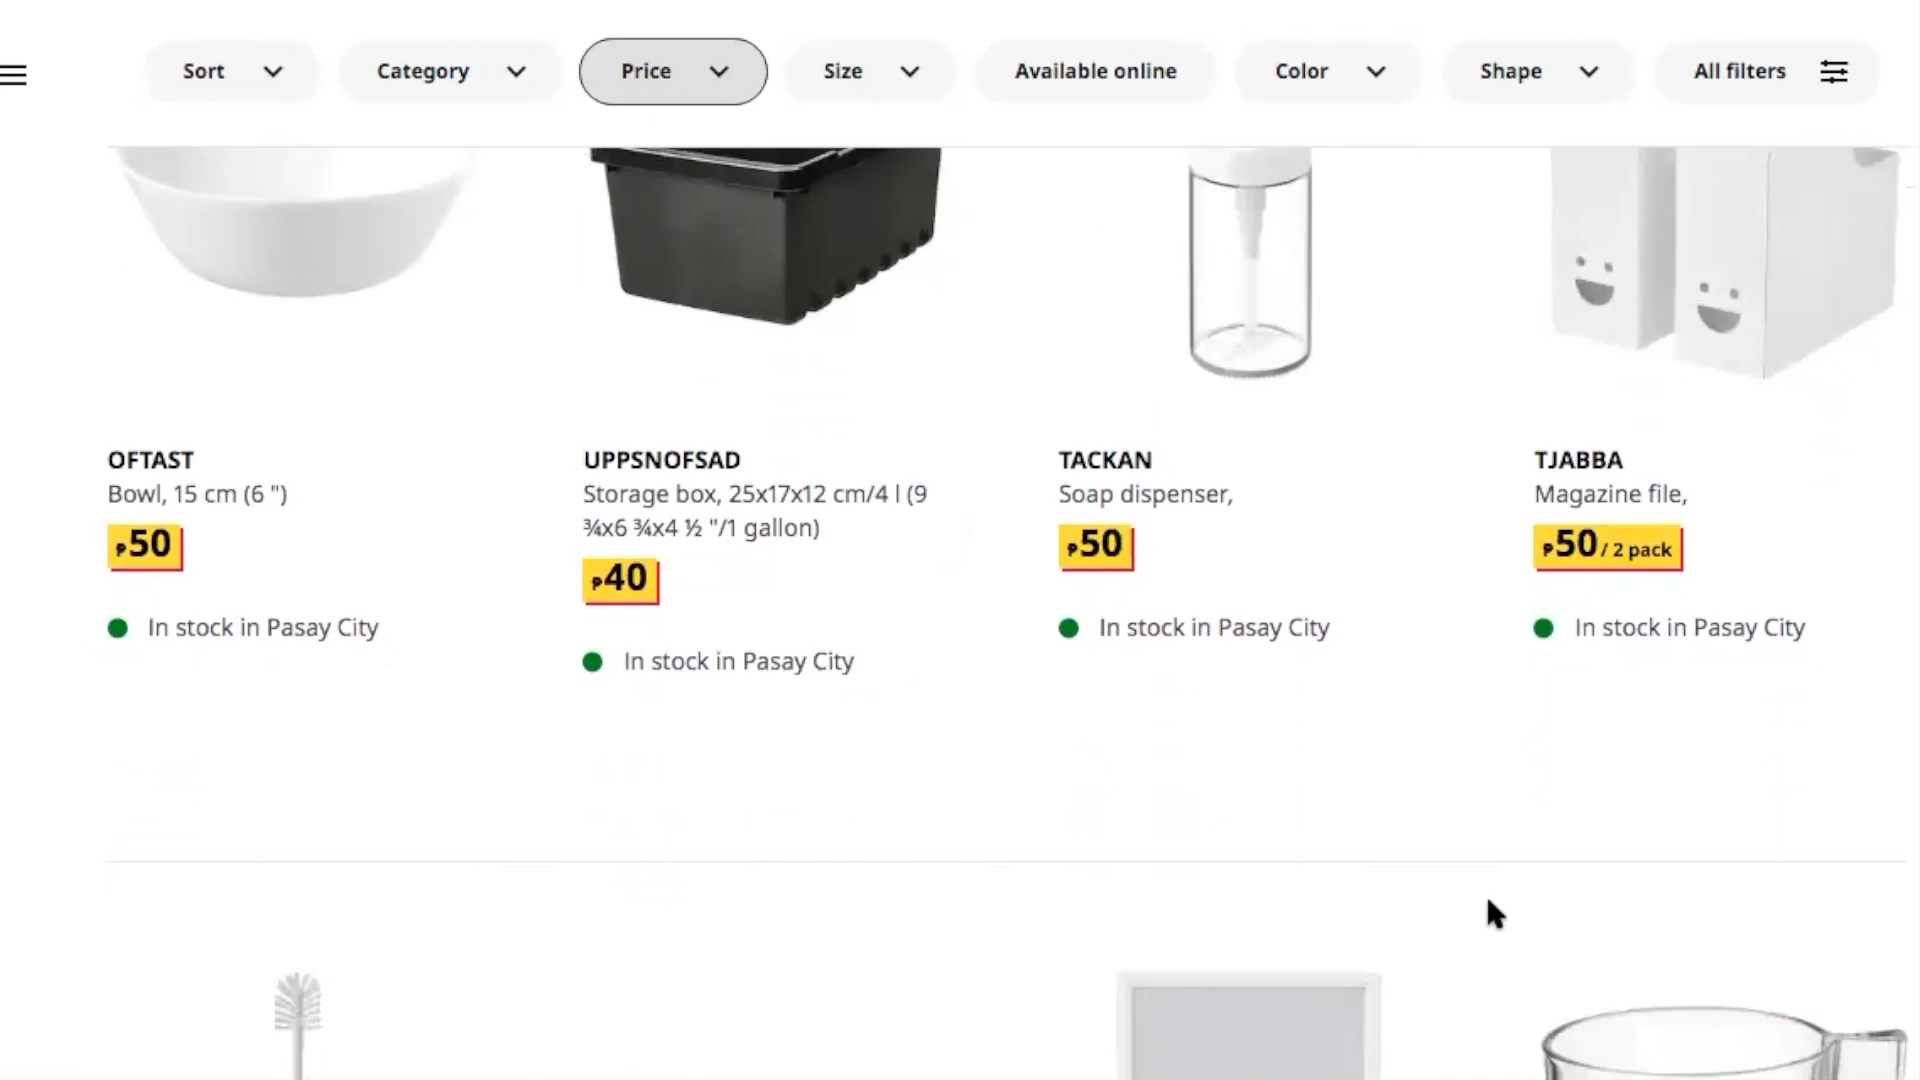 Sort
Category
Price
Size
Available online
Color
Shape
All filters
OFTAST
Bowl, 15 cm (6 ")
₱50
In stock in Pasay City
UPPSNOFSAD
Storage box, 25x17x12 cm/4 l (9
¾x6 ¾x4 ½ "/1 gallon)
₱40
In stock in Pasay City
TACKAN
Soap dispenser,
₱50
In stock in Pasay City
TJABBA
Magazine file,
₱50/ 2 pack
In stock in Pasay City